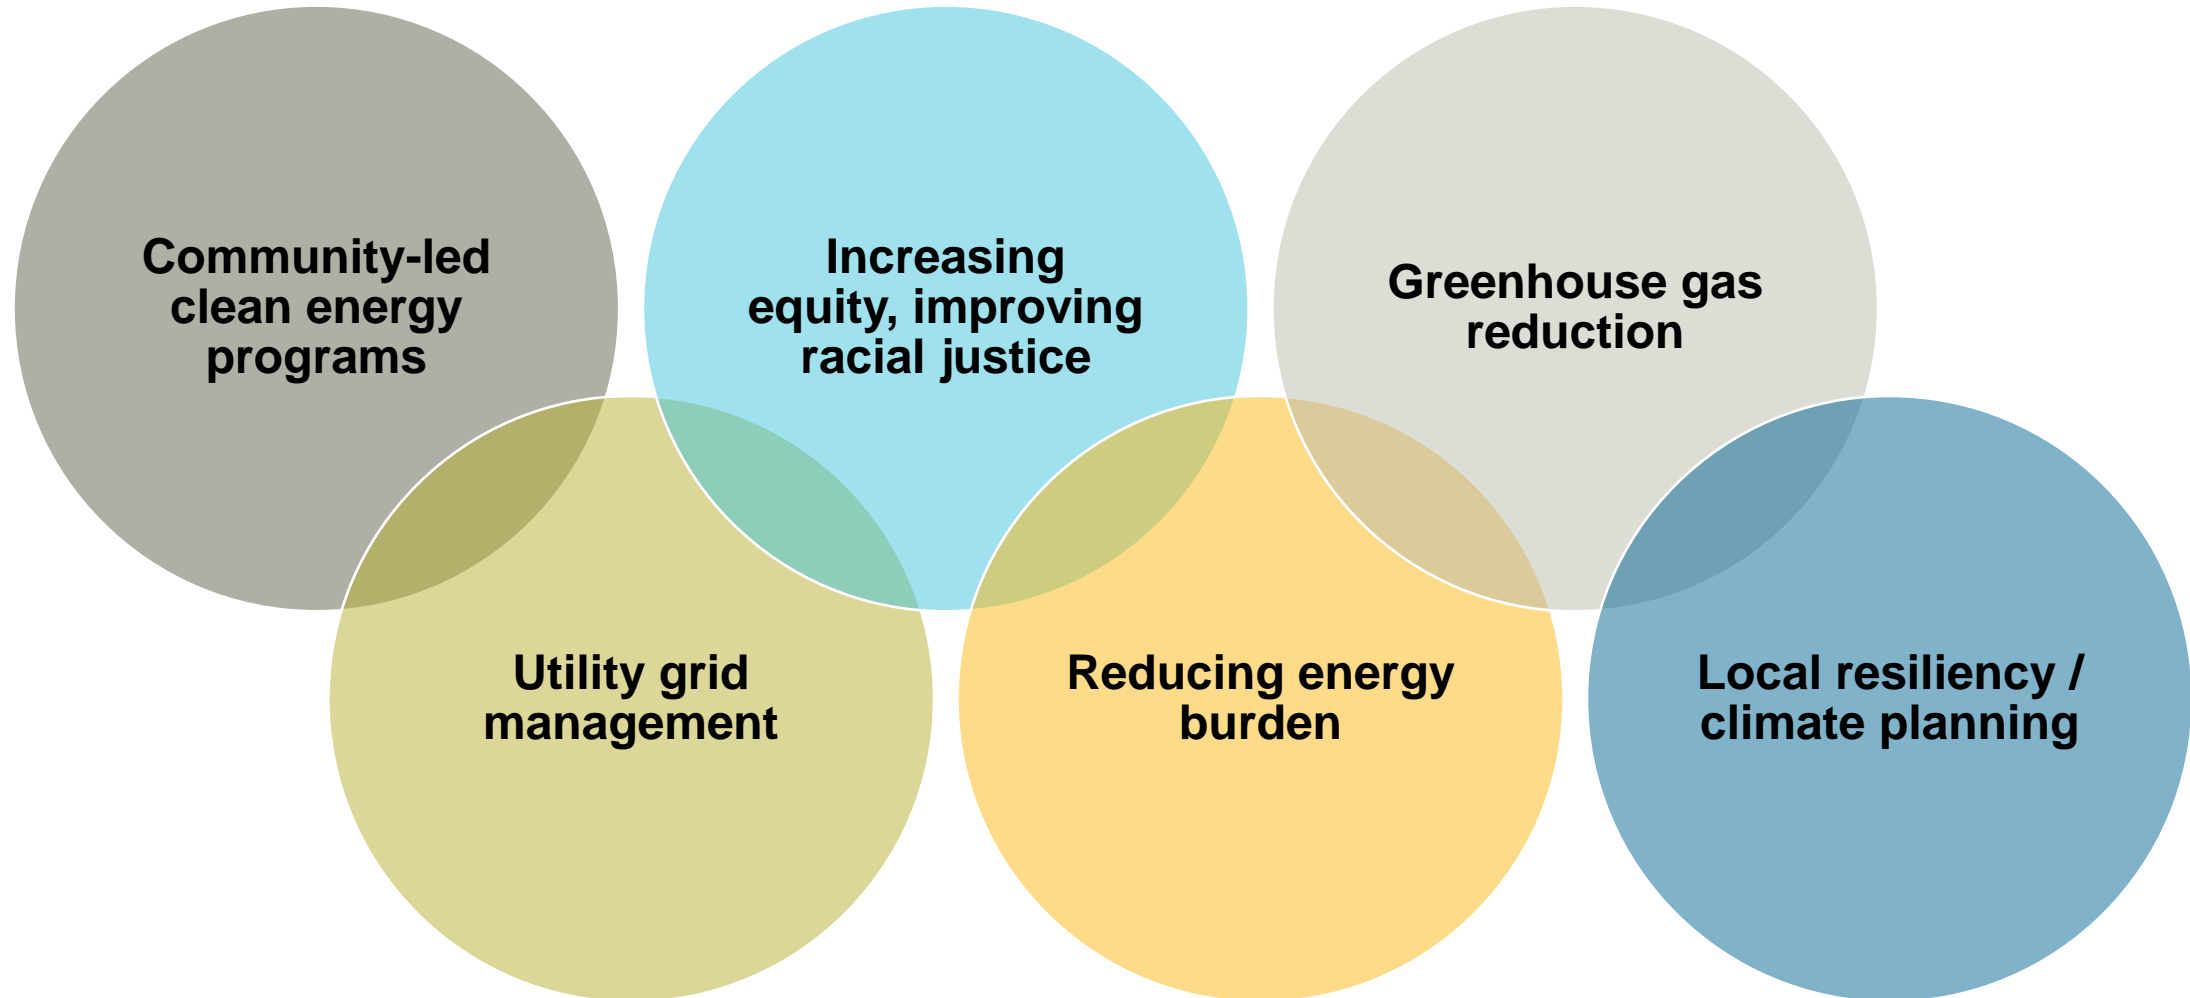 Community-led
clean energy
programs
Increasing
equity, improving
racial justice
Greenhouse gas
reduction
Utility grid
management
Reducing energy
burden
Local resiliency /
climate planning